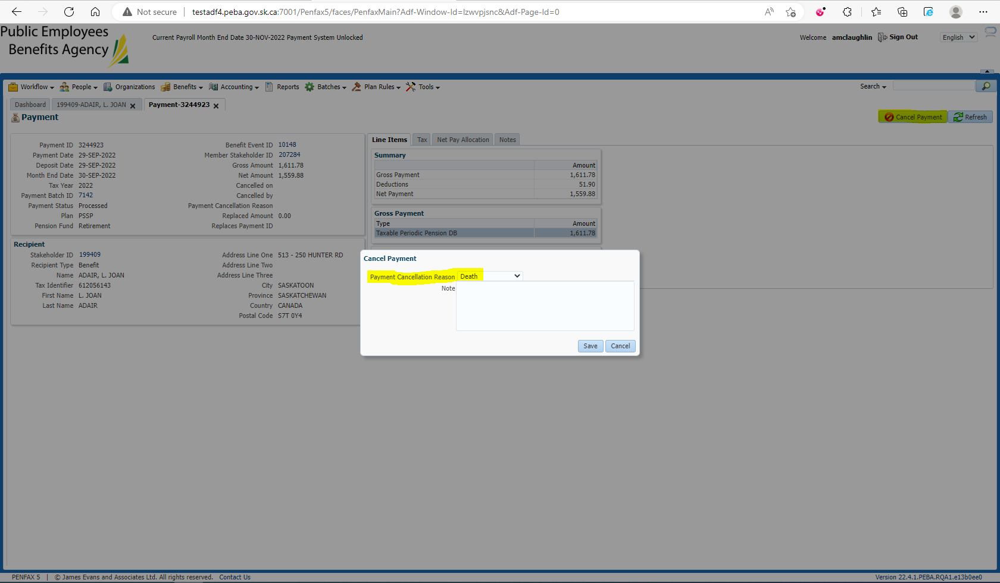 Not secure
testadf4.peba.gov.sk.ca:7001/Penfax5/faces/PenfaxMain?Adf-Window-Id=lzwvpjsnc&Adf-Page-Id=0
Public Employees
Benefits Agency
Current Payroll Month End Date 30-NOV-2022 Payment System Unlocked
Welcome amclaughlin Sign Out English
Workflow People Organizations Benefits Accounting Reports Batches Plan Rules Tools Search
Dashboard 199409-ADAIR, L. JOAN Payment-3244923
Payment
Cancel Payment Refresh
Payment ID 3244923
Payment Date 29-SEP-2022
Deposit Date 29-SEP-2022
Month End Date 30-SEP-2022
Tax Year 2022
Payment Batch ID 7142
Payment Status Processed
Plan PSSP
Pension Fund Retirement
Benefit Event ID 10148
Member Stakeholder ID 207284
Gross Amount 1,611.78
Net Amount 1,559.88
Cancelled on
Cancelled by
Payment Cancellation Reason
Replaced Amount 0.00
Replaces Payment ID
Recipient
Stakeholder ID 199409
Recipient Type Benefit
Name ADAIR, L. JOAN
Tax Identifier 612056143
First Name L. JOAN
Last Name ADAIR
Address Line One 513 - 250 HUNTER RD
Address Line Two
Address Line Three
City SASKATOON
Province SASKATCHEWAN
Country CANADA
Postal Code S7T 0Y4
Line Items Tax Net Pay Allocation Notes
Summary
Amount
Gross Payment 1,611.78
Deductions 51.90
Net Payment 1,559.88
Gross Payment
Type Amount
Taxable Periodic Pension DB 1,611.78
Cancel Payment
Payment Cancellation Reason Death
Note
Save Cancel
PENFAX 5 | © James Evans and Associates Ltd. All rights reserved. Contact Us
Version 22.4.1.PEBA.RQA1.e13b0ee0